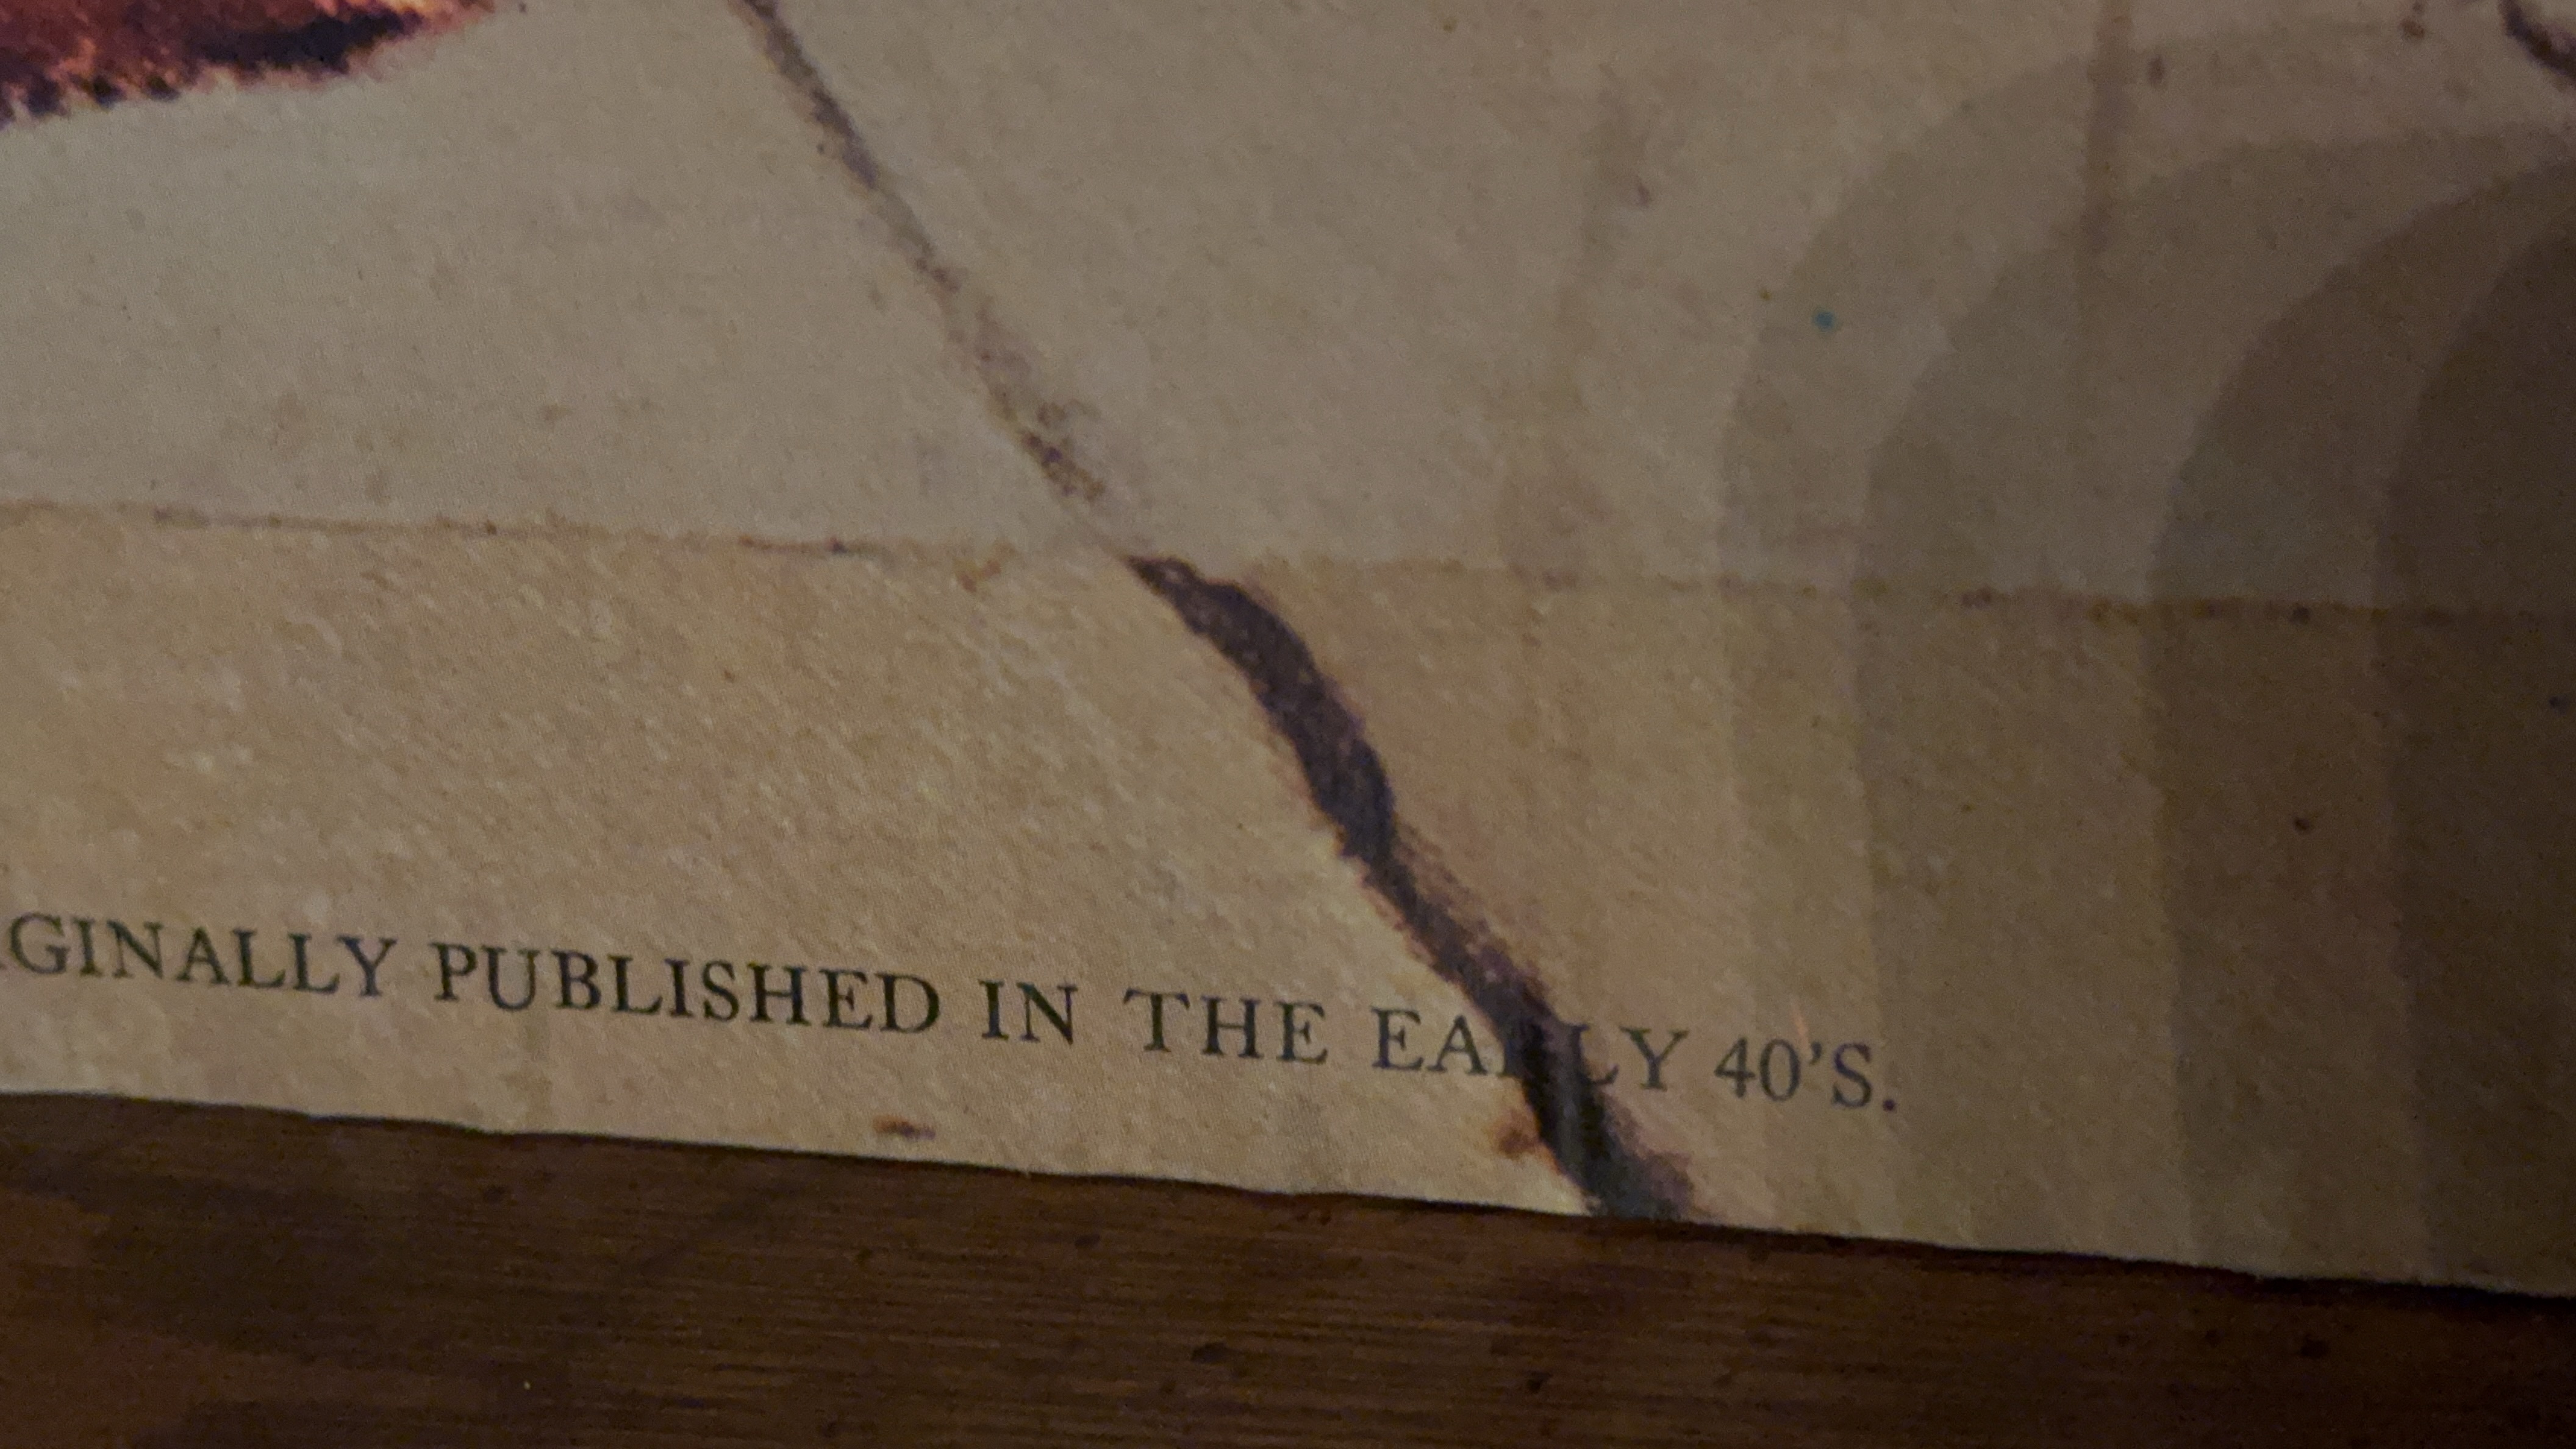 GINALLY PUBLISHED IN THE EARLY 40'S.